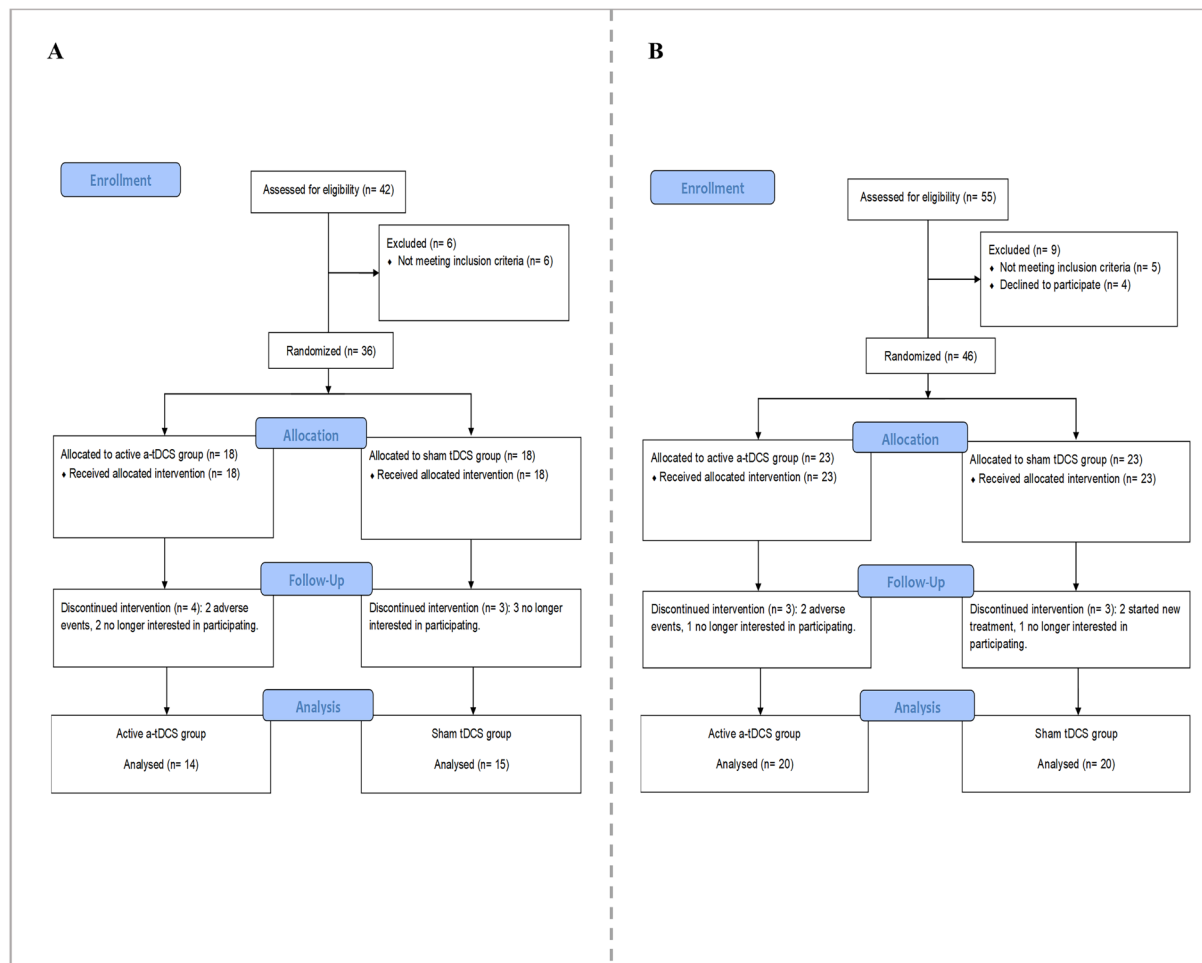 A
Enrollment
Assessed for eligibility (n= 42)
Excluded (n= 6)
♦ Not meeting inclusion criteria (n= 6)
Randomized (n= 36)
Allocation
Allocated to active a-tDCS group (n= 18)
♦ Received allocated intervention (n= 18)
Allocated to sham tDCS group (n= 18)
♦ Received allocated intervention (n= 18)
Follow-Up
Discontinued intervention (n= 4): 2 adverse
events, 2 no longer interested in participating.
Discontinued intervention (n= 3): 3 no longer
interested in participating.
Analysis
Active a-tDCS group
Analysed (n= 14)
Sham tDCS group
Analysed (n= 15)
B
Enrollment
Assessed for eligibility (n= 55)
Excluded (n= 9)
♦ Not meeting inclusion criteria (n= 5)
♦ Declined to participate (n= 4)
Randomized (n= 46)
Allocation
Allocated to active a-tDCS group (n= 23)
♦ Received allocated intervention (n= 23)
Allocated to sham tDCS group (n= 23)
♦ Received allocated intervention (n= 23)
Follow-Up
Discontinued intervention (n= 3): 2 adverse
events, 1 no longer interested in participating.
Discontinued intervention (n= 3): 2 started new
treatment, 1 no longer interested in
participating.
Analysis
Active a-tDCS group
Analysed (n= 20)
Sham tDCS group
Analysed (n= 20)